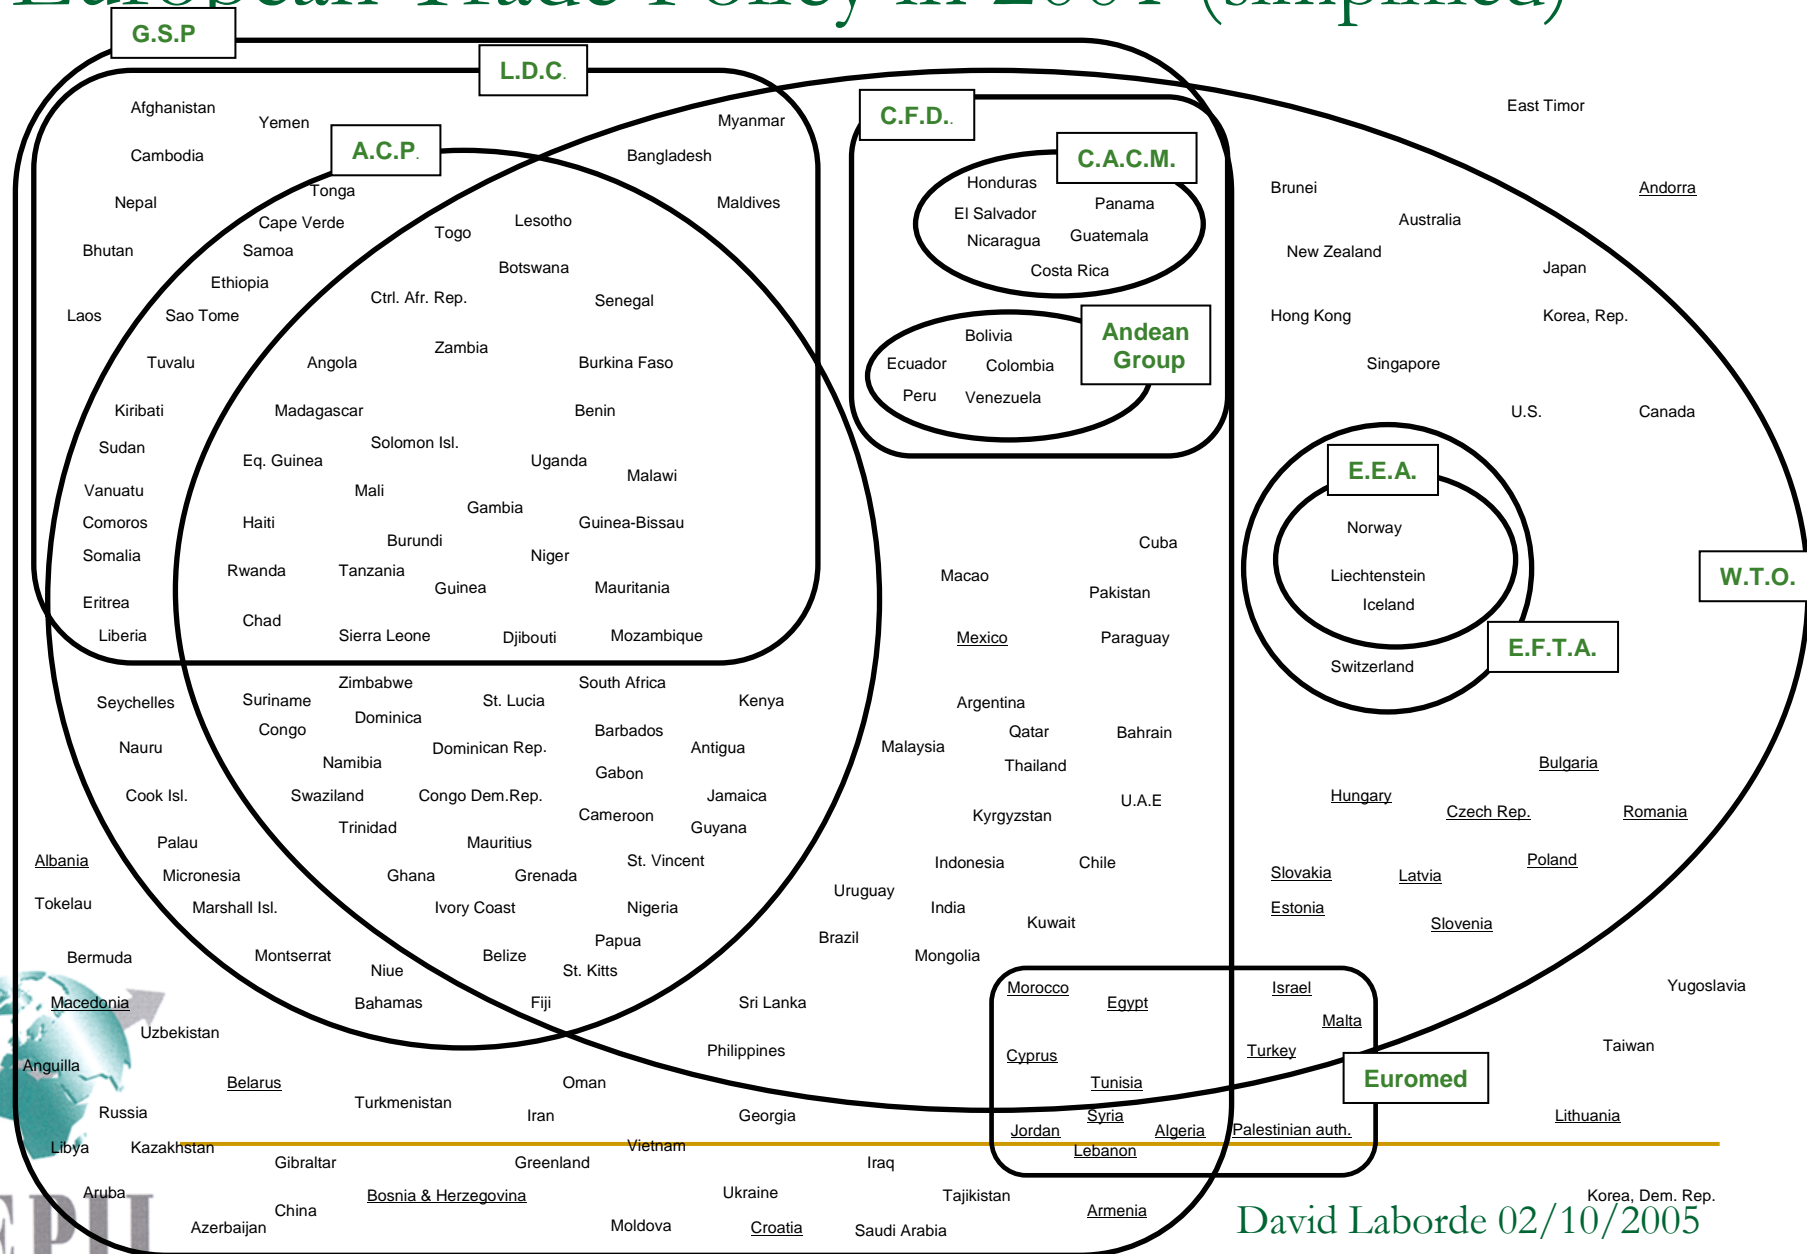 European Trade Policy in 2001 (simplified)
G.S.P
L.D.C.
C.F.D..
A.C.P.
C.A.C.M.
Afghanistan
Yemen
Myanmar
East Timor
Cambodia
Bangladesh
Tonga
Honduras
Brunei
Andorra
Nepal
Maldives
Panama
Cape Verde
Lesotho
El Salvador
Australia
Togo
Nicaragua
Guatemala
Bhutan
Samoa
New Zealand
Botswana
Costa Rica
Japan
Ethiopia
Ctrl. Afr. Rep.
Senegal
Laos
Sao Tome
Hong Kong
Korea, Rep.
Andean
Group
Bolivia
Zambia
Tuvalu
Angola
Burkina Faso
Ecuador
Colombia
Singapore
Peru
Venezuela
Kiribati
Madagascar
Benin
U.S.
Canada
Sudan
Solomon Isl.
Eq. Guinea
Uganda
Malawi
E.E.A.
Vanuatu
Mali
Gambia
Comoros
Haiti
Guinea-Bissau
Norway
Burundi
Cuba
Somalia
Niger
Rwanda
Tanzania
Macao
Liechtenstein
W.T.O.
Guinea
Mauritania
Pakistan
Eritrea
Iceland
Chad
Liberia
Sierra Leone
Djibouti
Mozambique
Mexico
Paraguay
E.F.T.A.
Switzerland
Zimbabwe
South Africa
Seychelles
Suriname
St. Lucia
Kenya
Argentina
Dominica
Congo
Barbados
Qatar
Bahrain
Nauru
Dominican Rep.
Antigua
Malaysia
Namibia
Gabon
Thailand
Bulgaria
Cook Isl.
Swaziland
Congo Dem.Rep.
Jamaica
U.A.E
Hungary
Cameroon
Kyrgyzstan
Czech Rep.
Romania
Trinidad
Guyana
Palau
Mauritius
Albania
St. Vincent
Indonesia
Chile
Poland
Micronesia
Ghana
Grenada
Slovakia
Latvia
Uruguay
Tokelau
Marshall Isl.
Ivory Coast
Nigeria
India
Estonia
Kuwait
Slovenia
Papua
Brazil
Bermuda
Montserrat
Belize
Mongolia
Niue
St. Kitts
Morocco
Israel
Yugoslavia
Macedonia
Bahamas
Fiji
Sri Lanka
Egypt
Malta
Uzbekistan
Philippines
Cyprus
Turkey
Taiwan
Anguilla
Belarus
Oman
Tunisia
Euromed
Turkmenistan
Russia
Iran
Georgia
Syria
Lithuania
Jordan
Algeria
Palestinian auth.
Libya
Kazakhstan
Vietnam
Lebanon
Gibraltar
Greenland
Iraq
Aruba
Bosnia & Herzegovina
Ukraine
Tajikistan
Korea, Dem. Rep.
China
Armenia
Azerbaijan
Moldova
Croatia
Saudi Arabia
David Laborde 02/10/2005